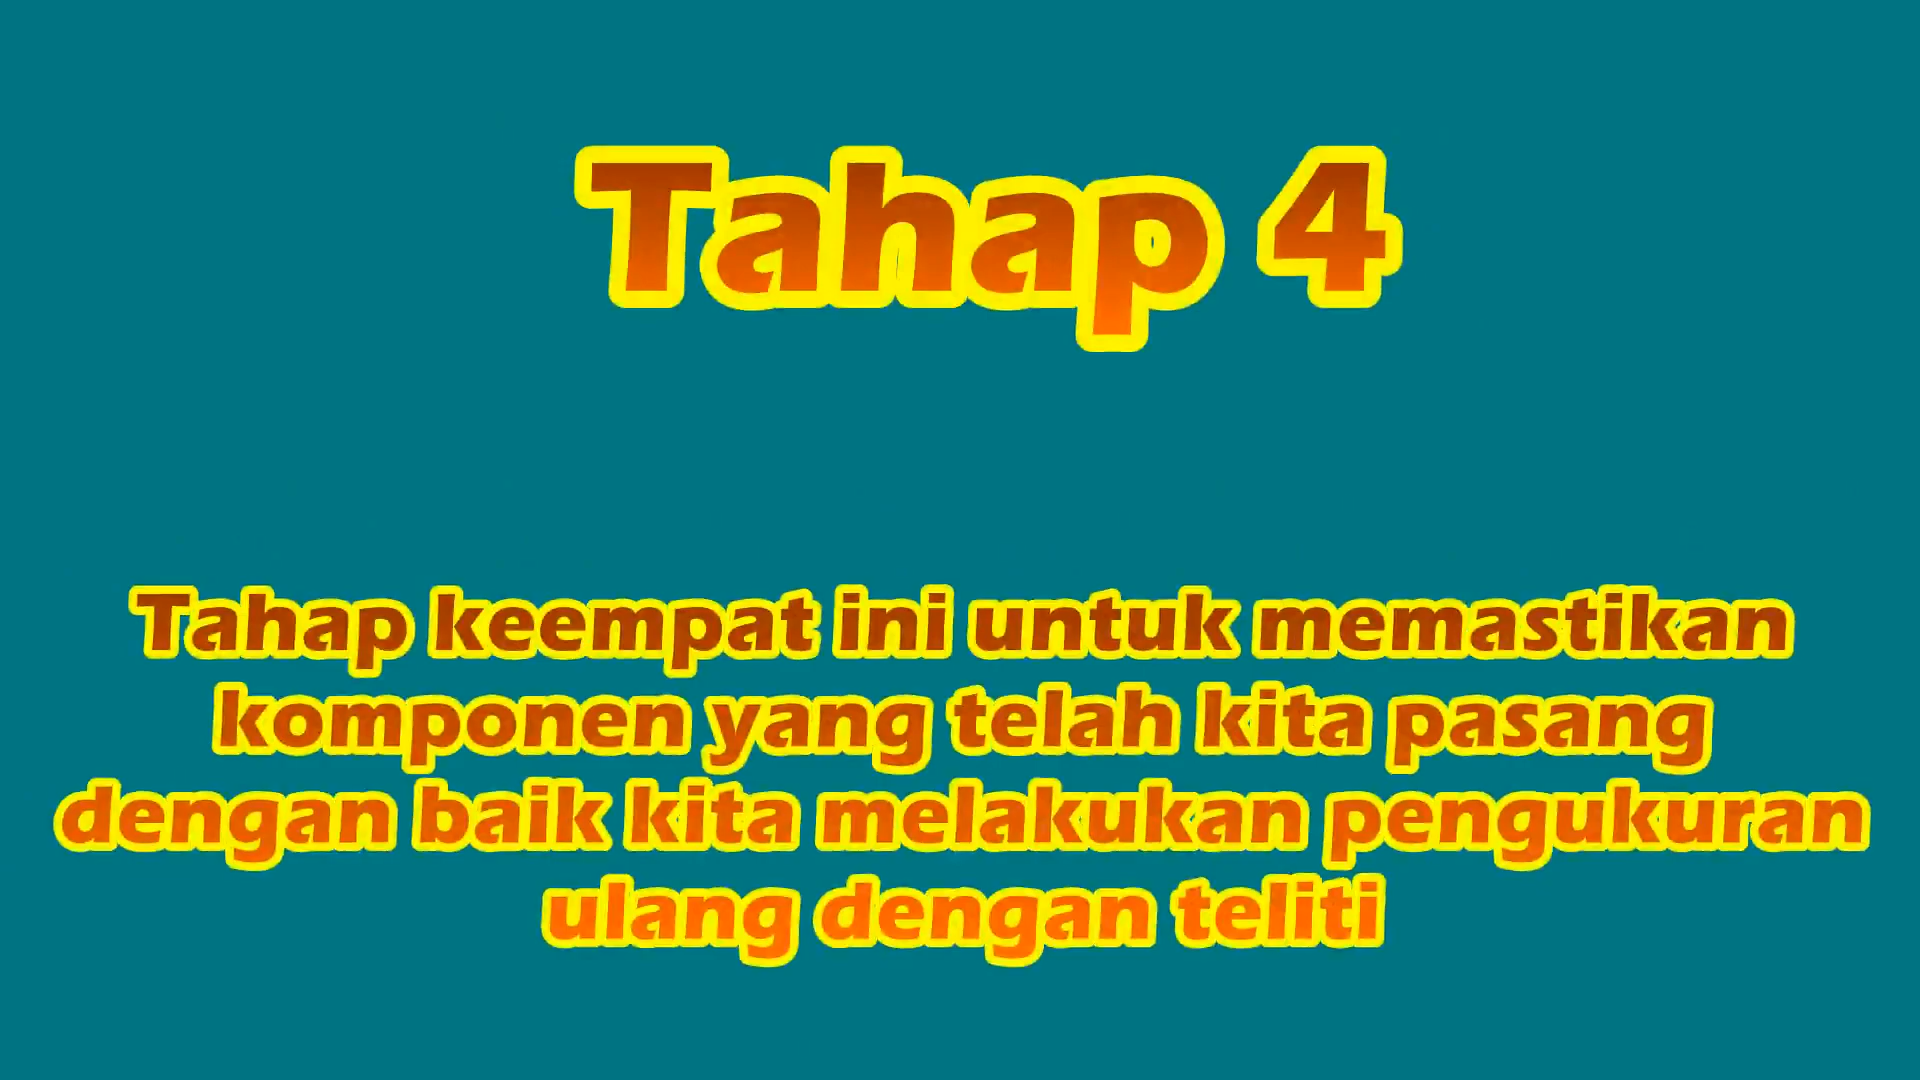 Tahap 4
Tahap keempat ini untuk memastikan
komponen yang telah kita pasang
dengan baik kita melakukan pengukuran
ulang dengan teliti